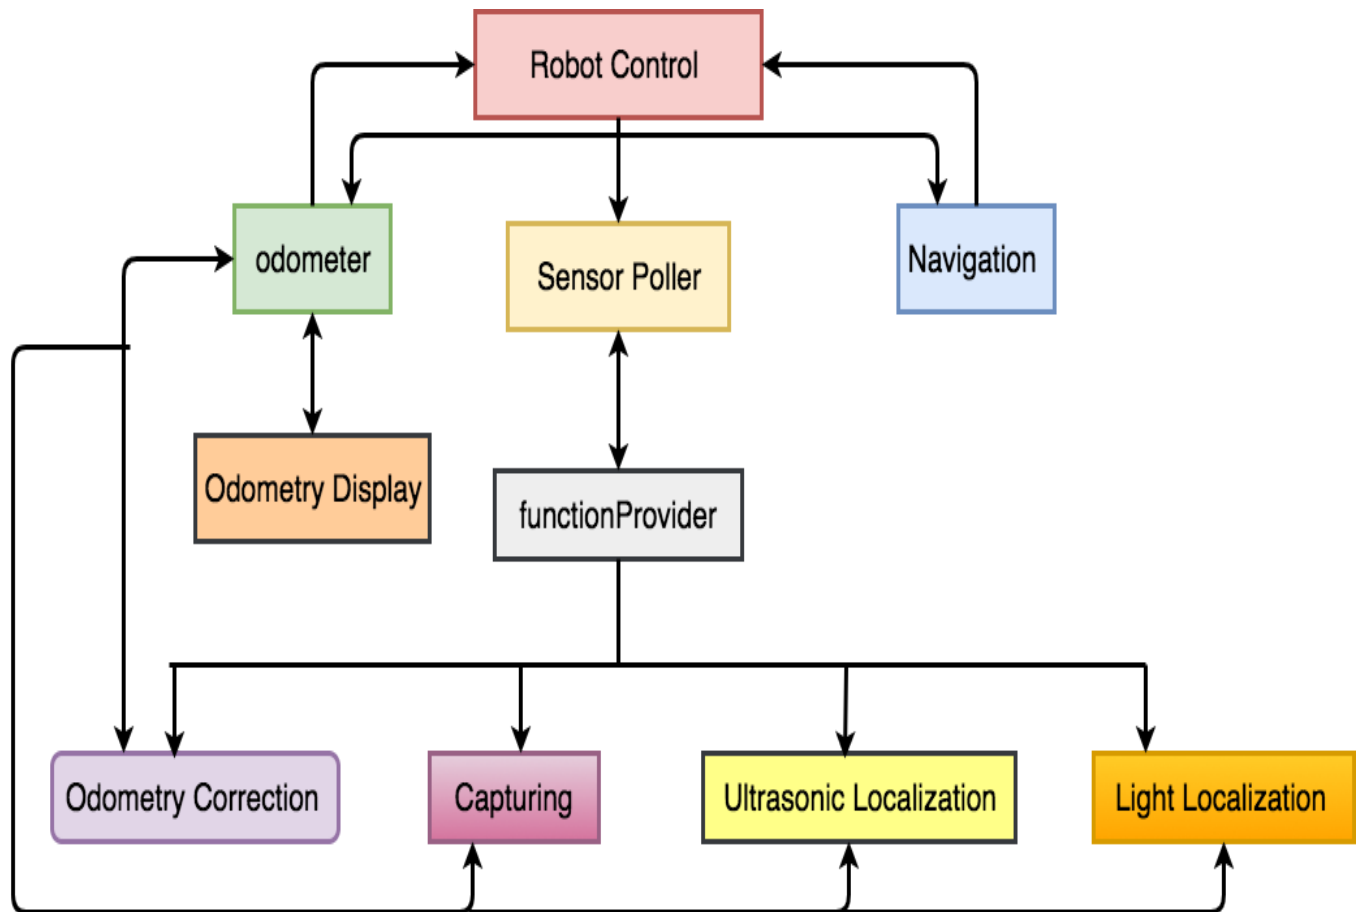 Robot Control
odometer
Sensor Poller
Navigation
Odometry Display
functionProvider
Odometry Correction
Capturing
Ultrasonic Localization
Light Localization